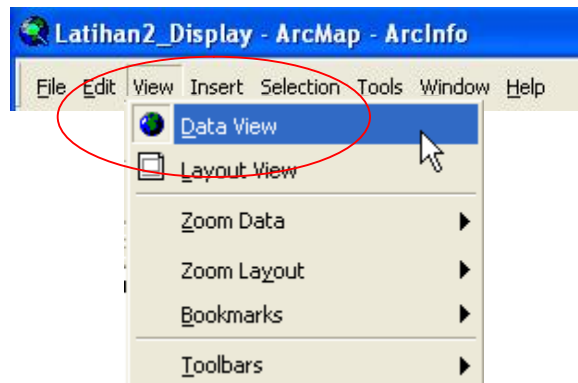 Latihan2_Display - ArcMap - ArcInfo
File Edit View Insert Selection Tools Window Help
Data View
Layout View
Zoom Data
Zoom Layout
Bookmarks
Toolbars